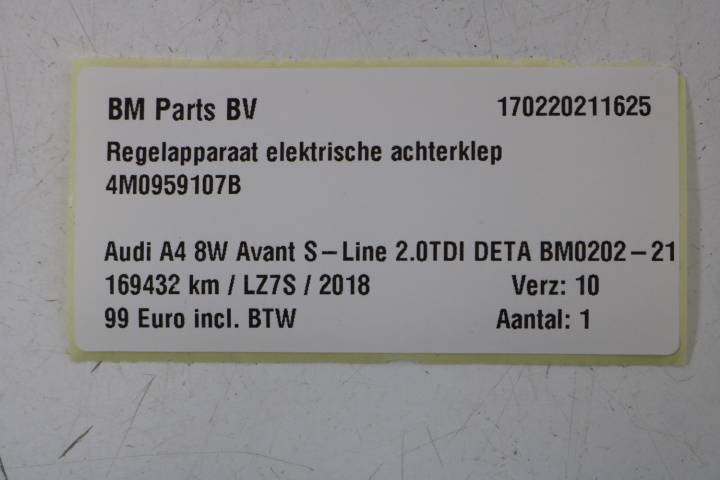 BM Parts BV 170220211625
Regelapparaat elektrische achterklep
4M0959107B
Audi A4 8W Avant S-Line 2.0TDI DETA BM0202-21
169432 km / LZ7S / 2018 Verz: 10
99 Euro incl. BTW Aantal: 1